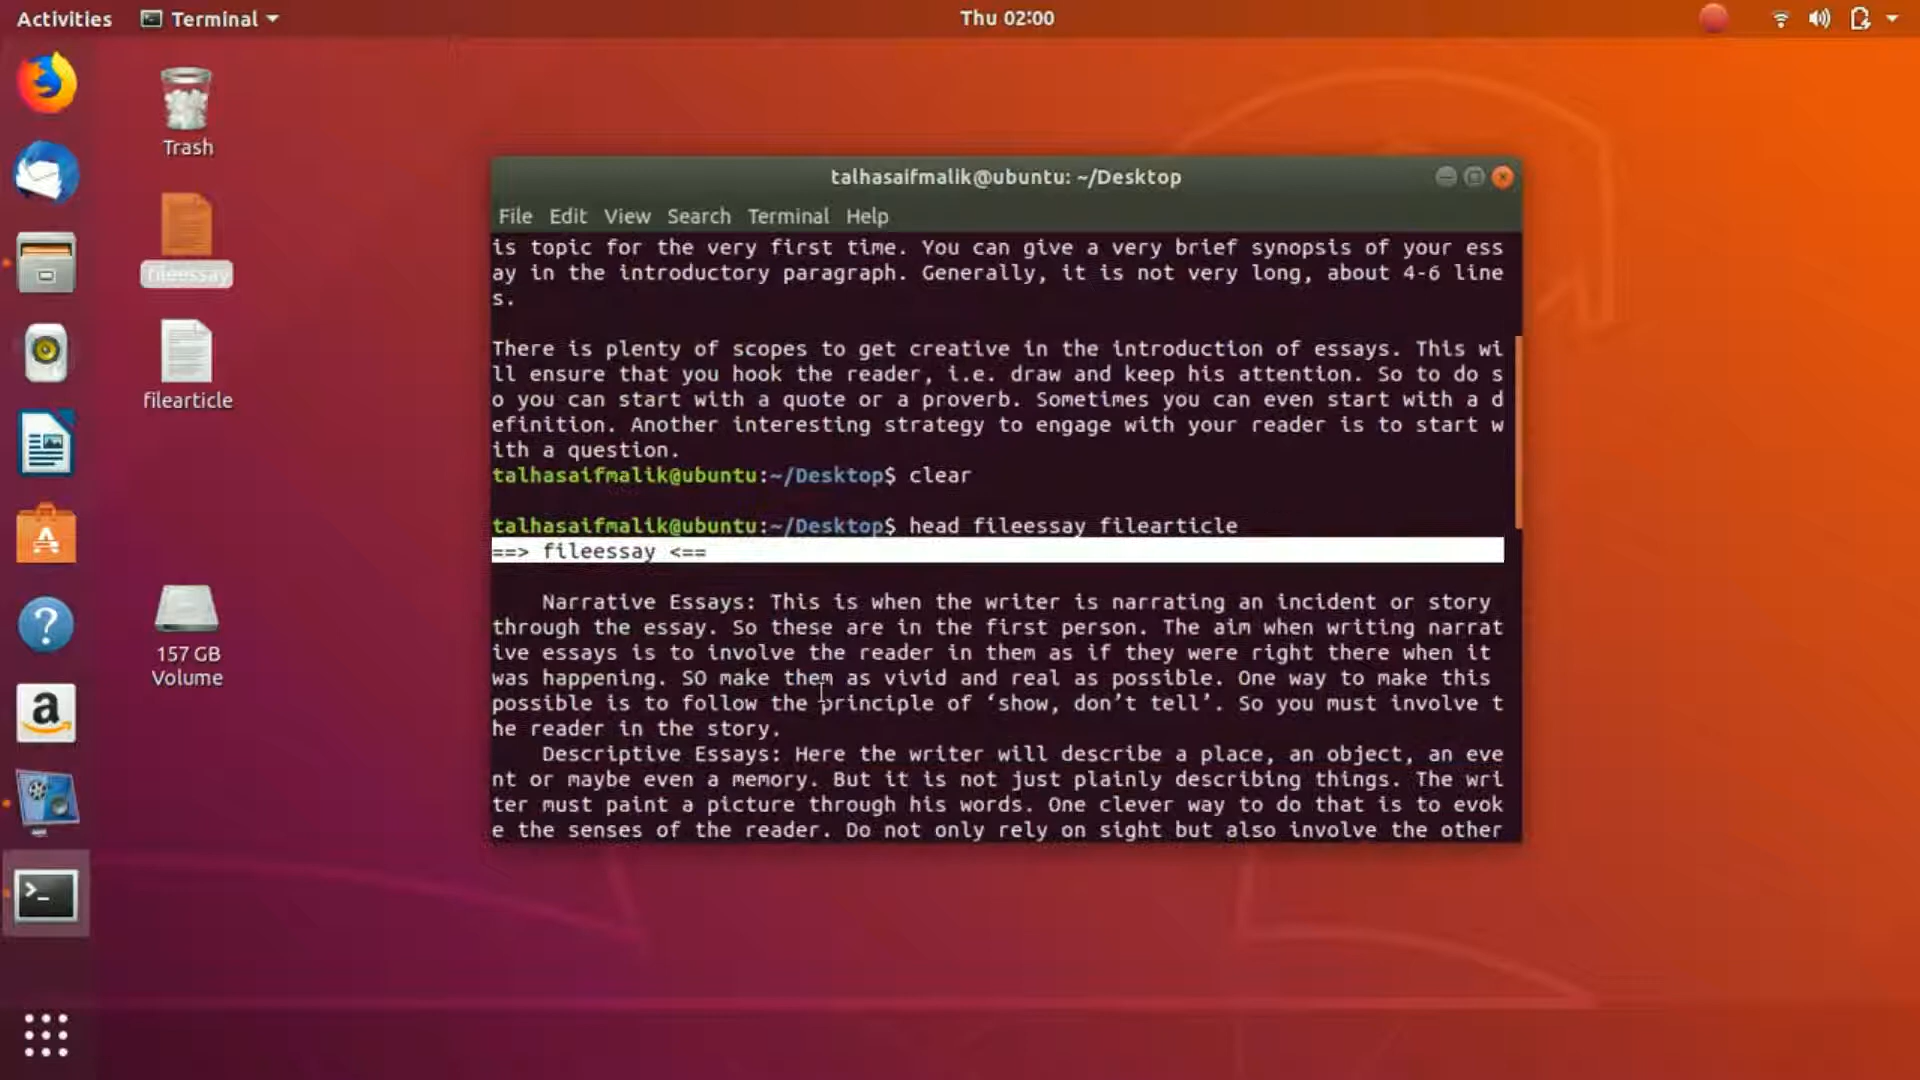 Activities Terminal Thu 02:00
Trash
fileessay
filearticle
157 GB
Volume
talhasaifmalik@ubuntu: ~/Desktop
File Edit View Search Terminal Help
is topic for the very first time. You can give a very brief synopsis of your ess
ay in the introductory paragraph. Generally, it is not very long, about 4-6 line
s.
There is plenty of scopes to get creative in the introduction of essays. This wi
ll ensure that you hook the reader, i.e. draw and keep his attention. So to do s
o you can start with a quote or a proverb. Sometimes you can even start with a d
efinition. Another interesting strategy to engage with your reader is to start w
ith a question.
talhasaifmalik@ubuntu:~/Desktop$ clear
talhasaifmalik@ubuntu:~/Desktop$ head fileessay filearticle
==> fileessay <==
Narrative Essays: This is when the writer is narrating an incident or story
through the essay. So these are in the first person. The aim when writing narrat
ive essays is to involve the reader in them as if they were right there when it
was happening. SO make them as vivid and real as possible. One way to make this
possible is to follow the principle of ‘show, don’t tell’. So you must involve t
he reader in the story.
Descriptive Essays: Here the writer will describe a place, an object, an eve
nt or maybe even a memory. But it is not just plainly describing things. The wri
ter must paint a picture through his words. One clever way to do that is to evok
e the senses of the reader. Do not only rely on sight but also involve the other